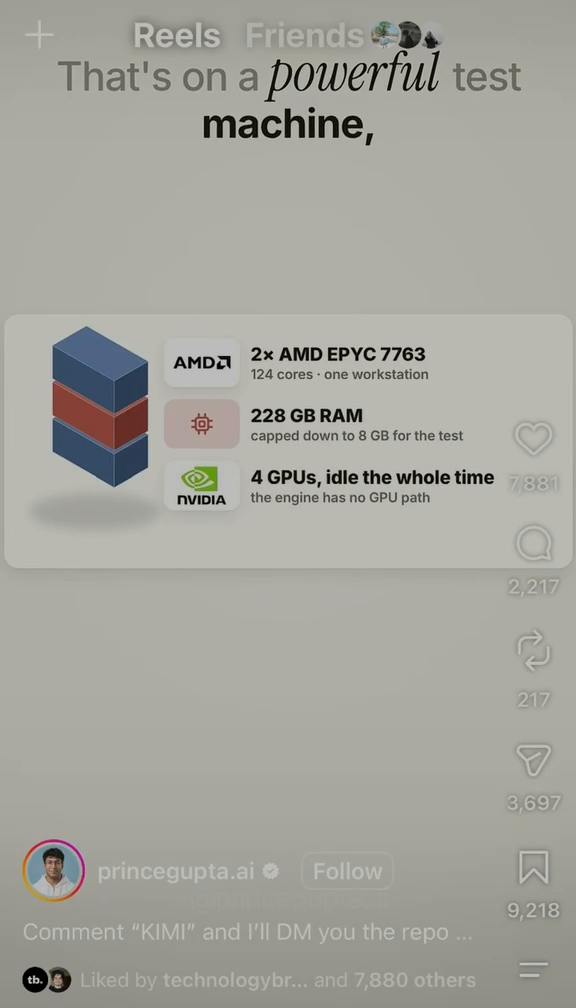 Reels Friends
That's on a powerful test
machine,
AMD
2× AMD EPYC 7763
124 cores · one workstation
228 GB RAM
capped down to 8 GB for the test
NVIDIA
4 GPUs, idle the whole time
the engine has no GPU path
7,881
2,217
217
3,697
9,218
princegupta.ai
Follow
Comment “KIMI” and I'll DM you the repo ...
tb.
Liked by technologybr... and 7,880 others